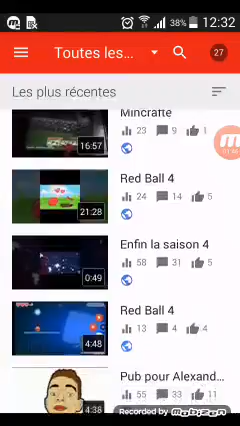 38% 12:32
Toutes les... 27
Les plus récentes
Mincrafte
23 9 1
16:57
Red Ball 4
24 14 5
21:28
Enfin la saison 4
58 31 5
0:49
Red Ball 4
13 4 4
4:48
Pub pour Alexand...
55 33 11
4:38
Recorded by Mobizen